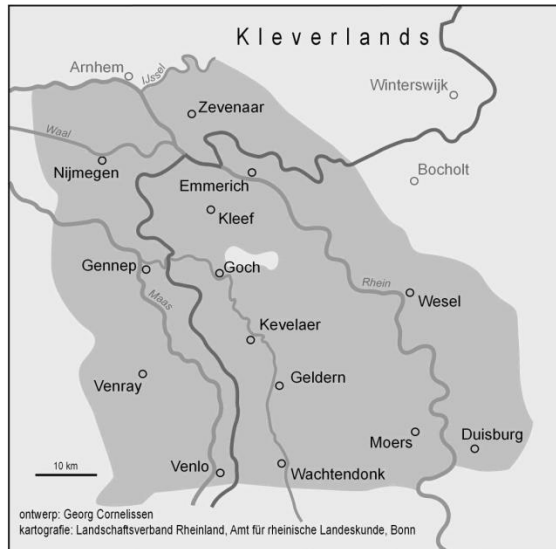 Kleverlands
Arnhem
IJssel
Winterswijk
Zevenaar
Waal
Nijmegen
Emmerich
Bocholt
Kleef
Gennep
Goch
Rhein
Maas
Wesel
Kevelaer
Venray
Geldern
Moers
Duisburg
10 km
Venlo
Wachtendonk
ontwerp: Georg Cornelissen
kartografie: Landschaftsverband Rheinland, Amt für rheinische Landeskunde, Bonn